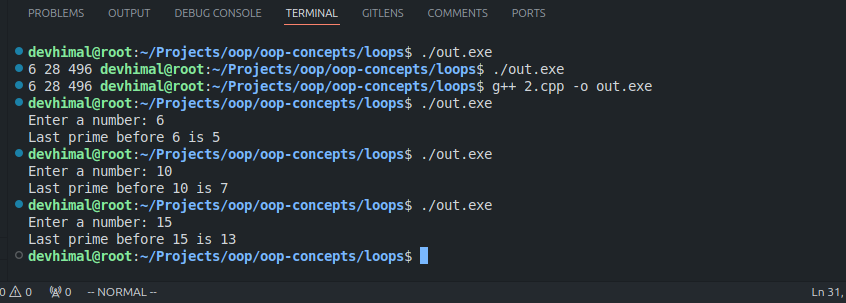 PROBLEMS OUTPUT DEBUG CONSOLE TERMINAL GITLENS COMMENTS PORTS
devhimal@root:~/Projects/oop/oop-concepts/loops$ ./out.exe
6 28 496 devhimal@root:~/Projects/oop/oop-concepts/loops$ ./out.exe
6 28 496 devhimal@root:~/Projects/oop/oop-concepts/loops$ g++ 2.cpp -o out.exe
devhimal@root:~/Projects/oop/oop-concepts/loops$ ./out.exe
Enter a number: 6
Last prime before 6 is 5
devhimal@root:~/Projects/oop/oop-concepts/loops$ ./out.exe
Enter a number: 10
Last prime before 10 is 7
devhimal@root:~/Projects/oop/oop-concepts/loops$ ./out.exe
Enter a number: 15
Last prime before 15 is 13
devhimal@root:~/Projects/oop/oop-concepts/loops$
0 0 0 -- NORMAL -- Ln 31,